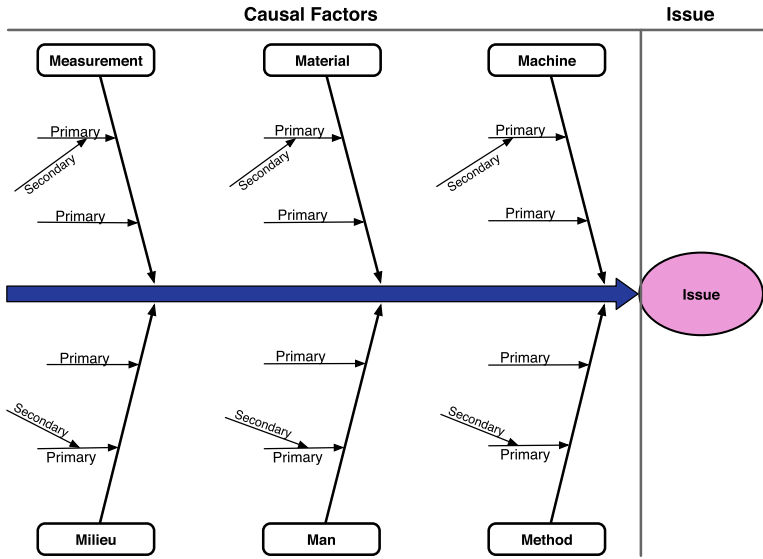 Causal Factors
Issue
Measurement
Material
Machine
Primary
Secondary
Primary
Secondary
Primary
Secondary
Primary
Primary
Primary
Issue
Primary
Primary
Primary
Secondary
Primary
Secondary
Primary
Secondary
Primary
Milieu
Man
Method